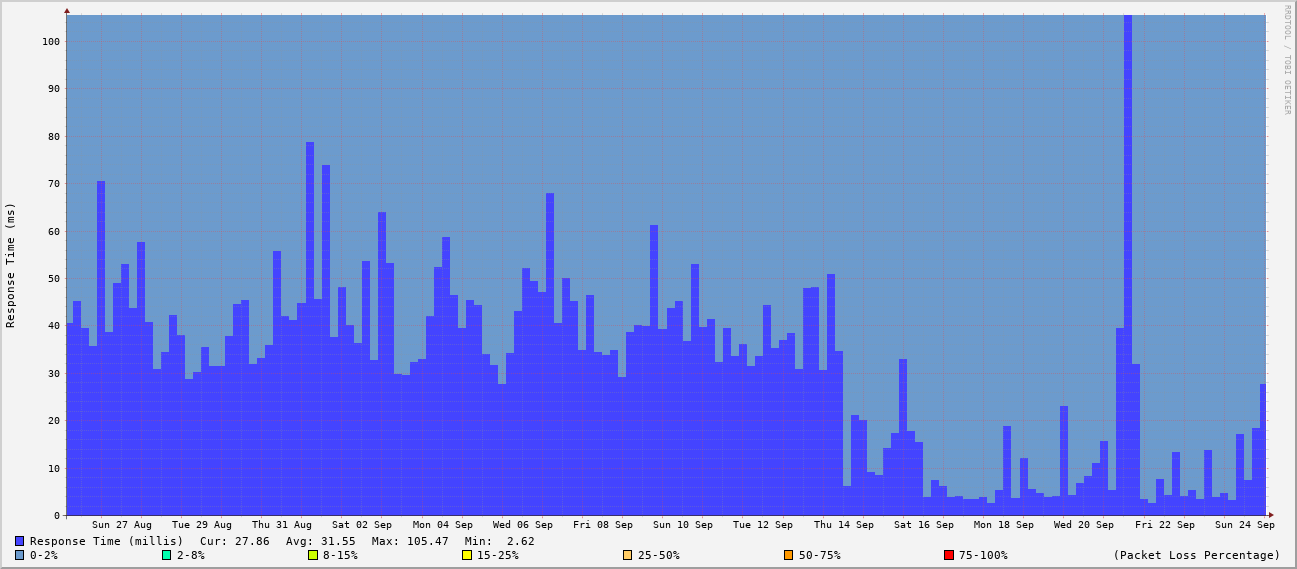 RRDTOOL / TOBI OETIKER
Response Time (ms)
100
90
80
70
60
50
40
30
20
10
0
Sun 27 Aug Tue 29 Aug Thu 31 Aug Sat 02 Sep Mon 04 Sep Wed 06 Sep Fri 08 Sep Sun 10 Sep Tue 12 Sep Thu 14 Sep Sat 16 Sep Mon 18 Sep Wed 20 Sep Fri 22 Sep Sun 24 Sep
Response Time (millis) Cur: 27.86 Avg: 31.55 Max: 105.47 Min: 2.62
0-2% 2-8% 8-15% 15-25% 25-50% 50-75% 75-100% (Packet Loss Percentage)